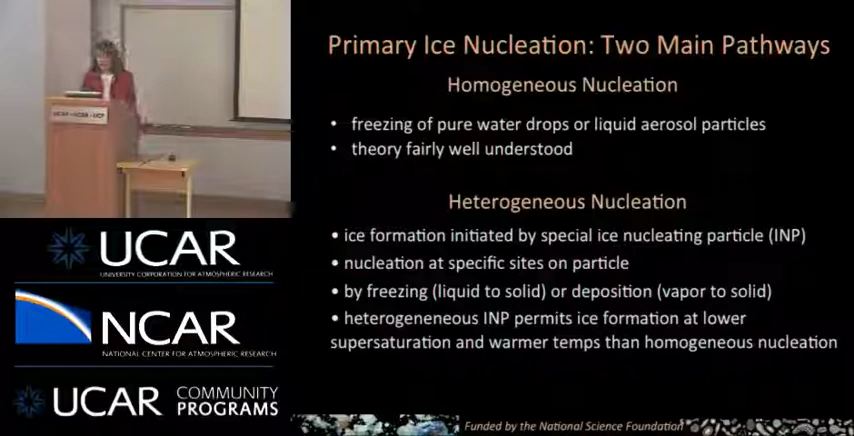 Primary Ice Nucleation: Two Main Pathways
Homogeneous Nucleation
• freezing of pure water drops or liquid aerosol particles
• theory fairly well understood
Heterogeneous Nucleation
• ice formation initiated by special ice nucleating particle (INP)
• nucleation at specific sites on particle
• by freezing (liquid to solid) or deposition (vapor to solid)
• heterogeneneous INP permits ice formation at lower
supersaturation and warmer temps than homogeneous nucleation
Funded by the National Science Foundation
UCAR • NCAR • UCP
UCAR
UNIVERSITY CORPORATION FOR ATMOSPHERIC RESEARCH
NCAR
NATIONAL CENTER FOR ATMOSPHERIC RESEARCH
UCAR COMMUNITY
PROGRAMS